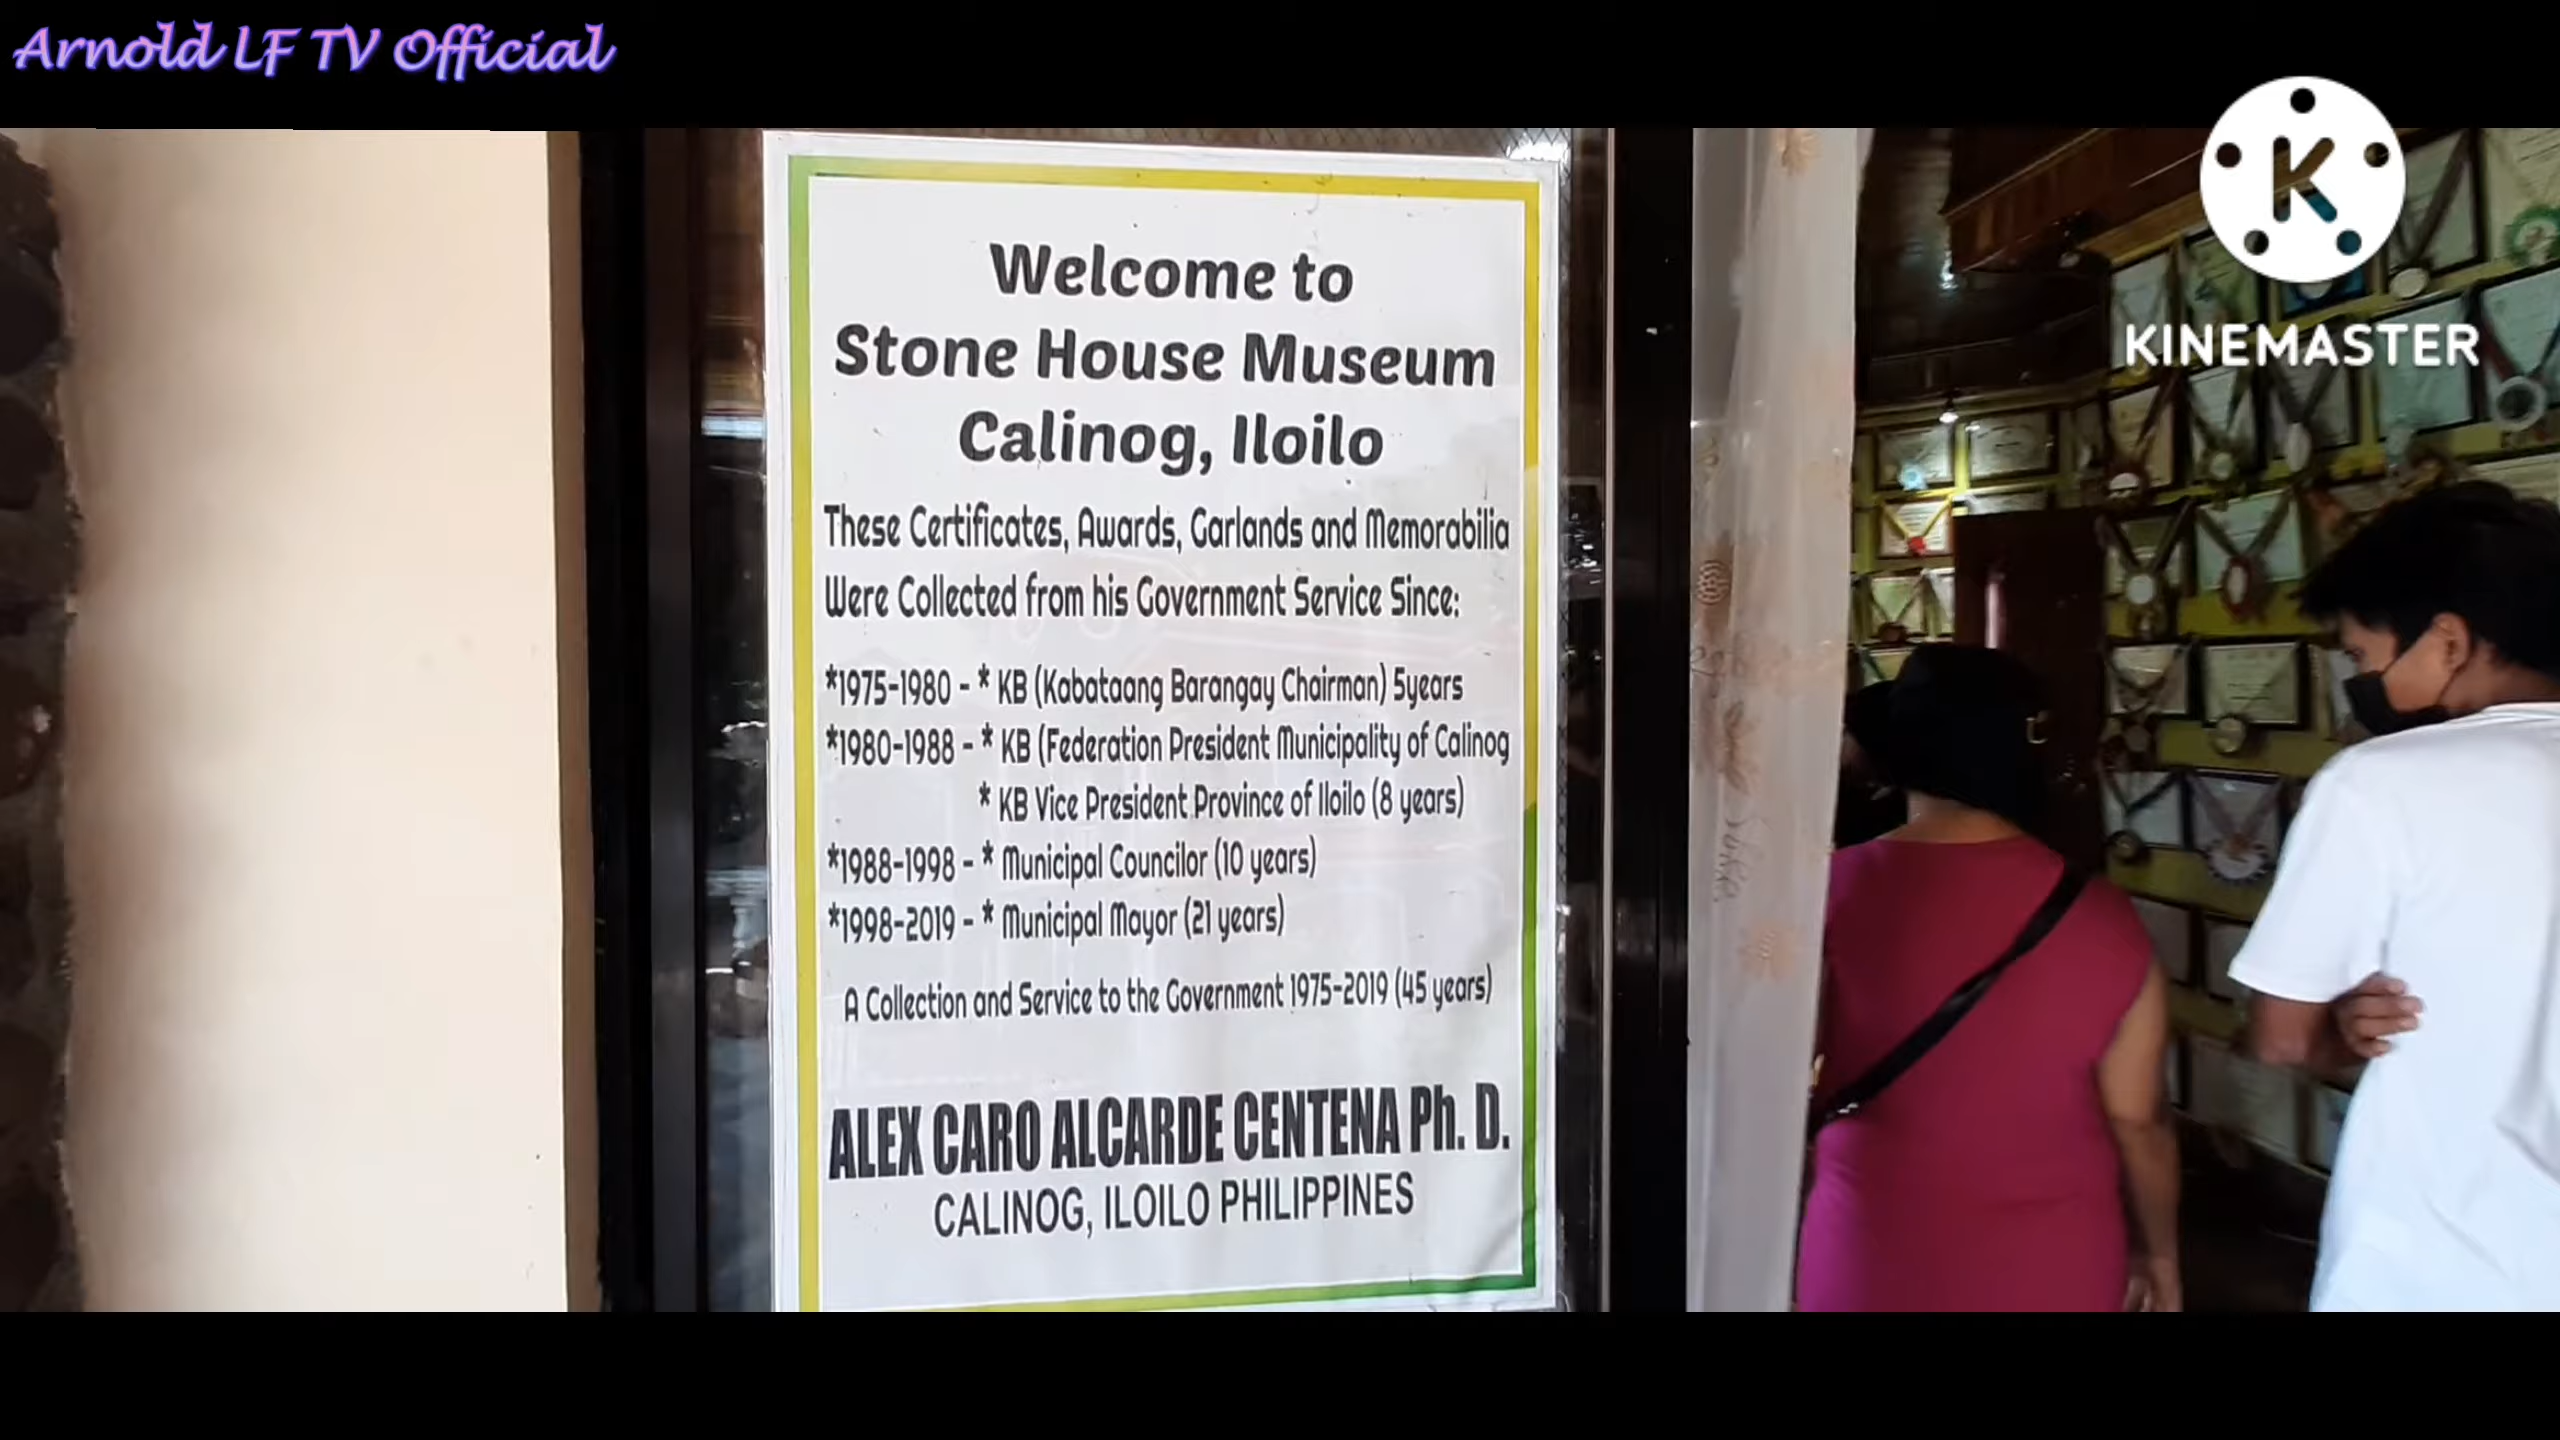 Arnold LF TV Official
KINEMASTER
Welcome to
Stone House Museum
Calinog, Iloilo
These Certificates, Awards, Garlands and Memorabilia
Were Collected from his Government Service Since:
*1975-1980 - * KB (Kabataang Barangay Chairman) 5years
*1980-1988 - * KB (Federation President Municipality of Calinog
* KB Vice President Province of Iloilo (8 years)
*1988-1998 - * Municipal Councilor (10 years)
*1998-2019 - * Municipal Mayor (21 years)
A Collection and Service to the Government 1975-2019 (45 years)
ALEX CARO ALCARDE CENTENA Ph. D.
CALINOG, ILOILO PHILIPPINES